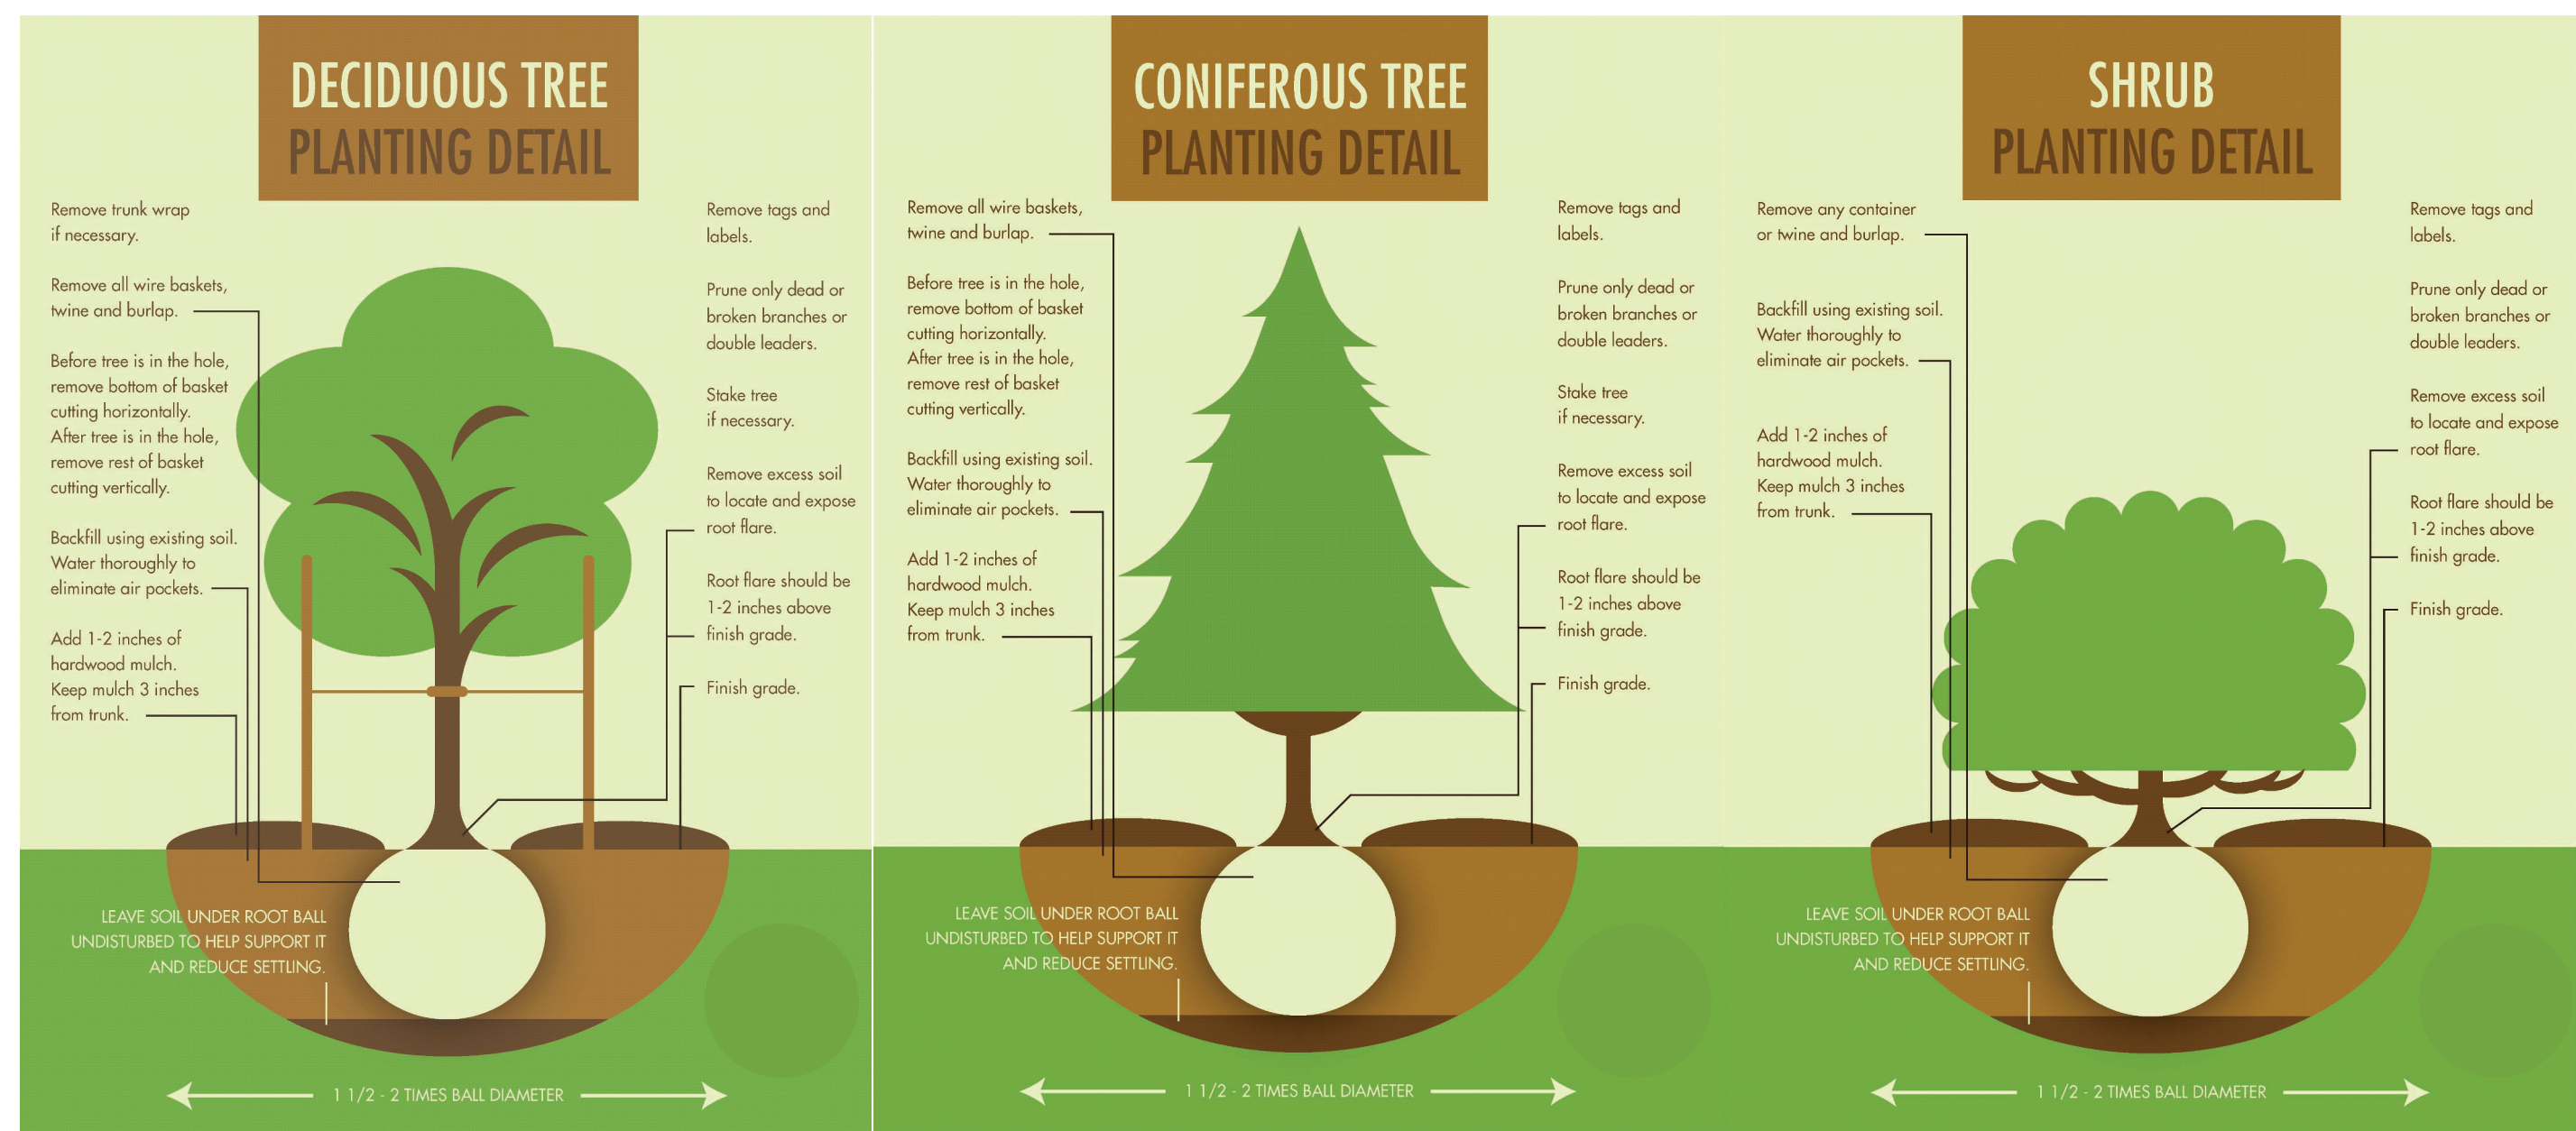 DECIDUOUS TREE
PLANTING DETAIL
Remove trunk wrap
if necessary.
Remove all wire baskets,
twine and burlap.
Before tree is in the hole,
remove bottom of basket
cutting horizontally.
After tree is in the hole,
remove rest of basket
cutting vertically.
Backfill using existing soil.
Water thoroughly to
eliminate air pockets.
Add 1-2 inches of
hardwood mulch.
Keep mulch 3 inches
from trunk.
Remove tags and
labels.
Prune only dead or
broken branches or
double leaders.
Stake tree
if necessary.
Remove excess soil
to locate and expose
root flare.
Root flare should be
1-2 inches above
finish grade.
Finish grade.
LEAVE SOIL UNDER ROOT BALL
UNDISTURBED TO HELP SUPPORT IT
AND REDUCE SETTLING.
1 1/2 - 2 TIMES BALL DIAMETER
CONIFEROUS TREE
PLANTING DETAIL
Remove all wire baskets,
twine and burlap.
Before tree is in the hole,
remove bottom of basket
cutting horizontally.
After tree is in the hole,
remove rest of basket
cutting vertically.
Backfill using existing soil.
Water thoroughly to
eliminate air pockets.
Add 1-2 inches of
hardwood mulch.
Keep mulch 3 inches
from trunk.
Remove tags and
labels.
Prune only dead or
broken branches or
double leaders.
Stake tree
if necessary.
Remove excess soil
to locate and expose
root flare.
Root flare should be
1-2 inches above
finish grade.
Finish grade.
LEAVE SOIL UNDER ROOT BALL
UNDISTURBED TO HELP SUPPORT IT
AND REDUCE SETTLING.
1 1/2 - 2 TIMES BALL DIAMETER
SHRUB
PLANTING DETAIL
Remove any container
or twine and burlap.
Backfill using existing soil.
Water thoroughly to
eliminate air pockets.
Add 1-2 inches of
hardwood mulch.
Keep mulch 3 inches
from trunk.
Remove tags and
labels.
Prune only dead or
broken branches or
double leaders.
Remove excess soil
to locate and expose
root flare.
Root flare should be
1-2 inches above
finish grade.
Finish grade.
LEAVE SOIL UNDER ROOT BALL
UNDISTURBED TO HELP SUPPORT IT
AND REDUCE SETTLING.
1 1/2 - 2 TIMES BALL DIAMETER